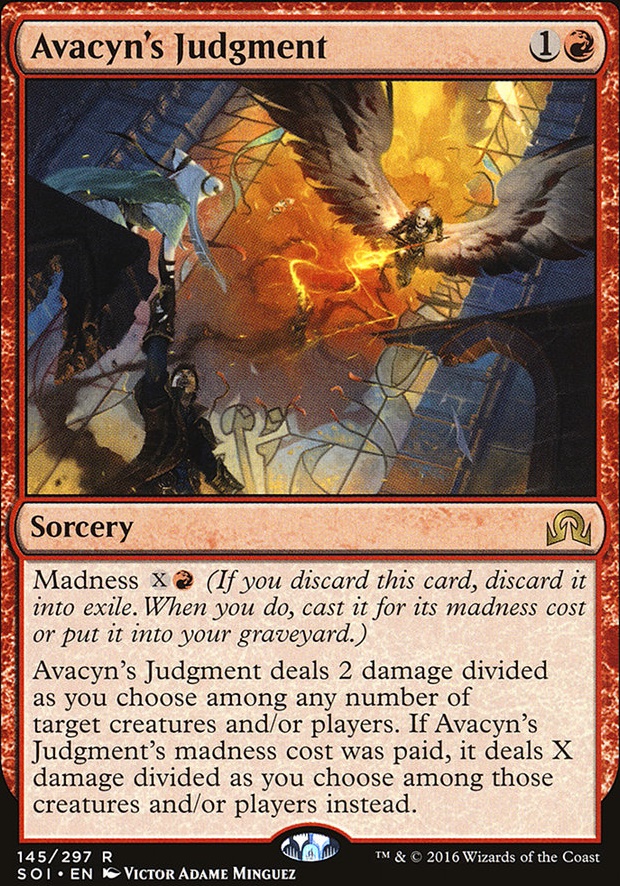 Avacyn's Judgment 1
Sorcery
Madness X (If you discard this card, discard it
into exile. When you do, cast it for its madness cost
or put it into your graveyard.)
Avacyn's Judgment deals 2 damage divided
as you choose among any number of
target creatures and/or players. If Avacyn's
Judgment's madness cost was paid, it deals X
damage divided as you choose among those
creatures and/or players instead.
145/297 R
SOI • EN Victor Adame Minguez
™ & © 2016 Wizards of the Coast